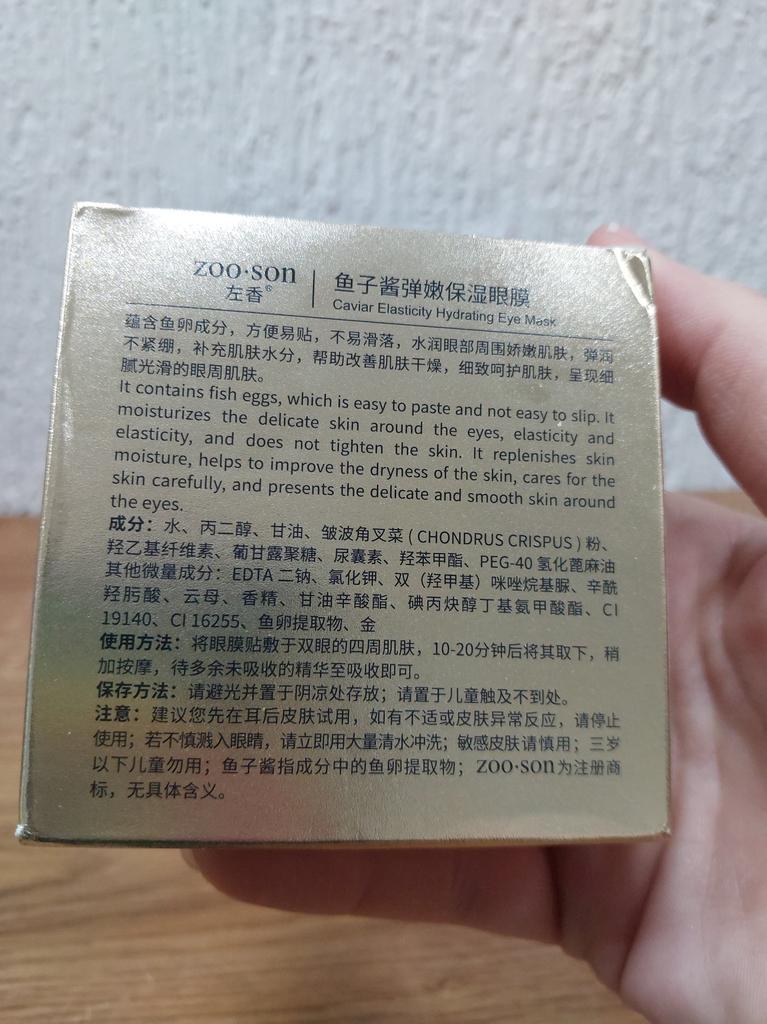 zoo·son
左香®
鱼子酱弹嫩保湿眼膜
Caviar Elasticity Hydrating Eye Mask
蕴含鱼卵成分，方便易贴，不易滑落，水润眼部周围娇嫩肌肤，弹润
不紧绷，补充肌肤水分，帮助改善肌肤干燥，细致呵护肌肤，呈现细
腻光滑的眼周肌肤。
It contains fish eggs, which is easy to paste and not easy to slip. It
moisturizes the delicate skin around the eyes, elasticity and
elasticity, and does not tighten the skin. It replenishes skin
moisture, helps to improve the dryness of the skin, cares for the
skin carefully, and presents the delicate and smooth skin around
the eyes.
成分：水、丙二醇、甘油、皱波角叉菜 ( CHONDRUS CRISPUS ) 粉、
羟乙基纤维素、葡甘露聚糖、尿囊素、羟苯甲酯、PEG-40 氢化蓖麻油
其他微量成分：EDTA 二钠、氯化钾、双（羟甲基）咪唑烷基脲、辛酰
羟肟酸、云母、香精、甘油辛酸酯、碘丙炔醇丁基氨甲酸酯、CI
19140、CI 16255、鱼卵提取物、金
使用方法：将眼膜贴敷于双眼的四周肌肤，10-20分钟后将其取下，稍
加按摩，待多余未吸收的精华至吸收即可。
保存方法：请避光并置于阴凉处存放；请置于儿童触及不到处。
注意：建议您先在耳后皮肤试用，如有不适或皮肤异常反应，请停止
使用；若不慎溅入眼睛，请立即用大量清水冲洗；敏感皮肤请慎用；三岁
以下儿童勿用；鱼子酱指成分中的鱼卵提取物；zoo·son为注册商
标，无具体含义。